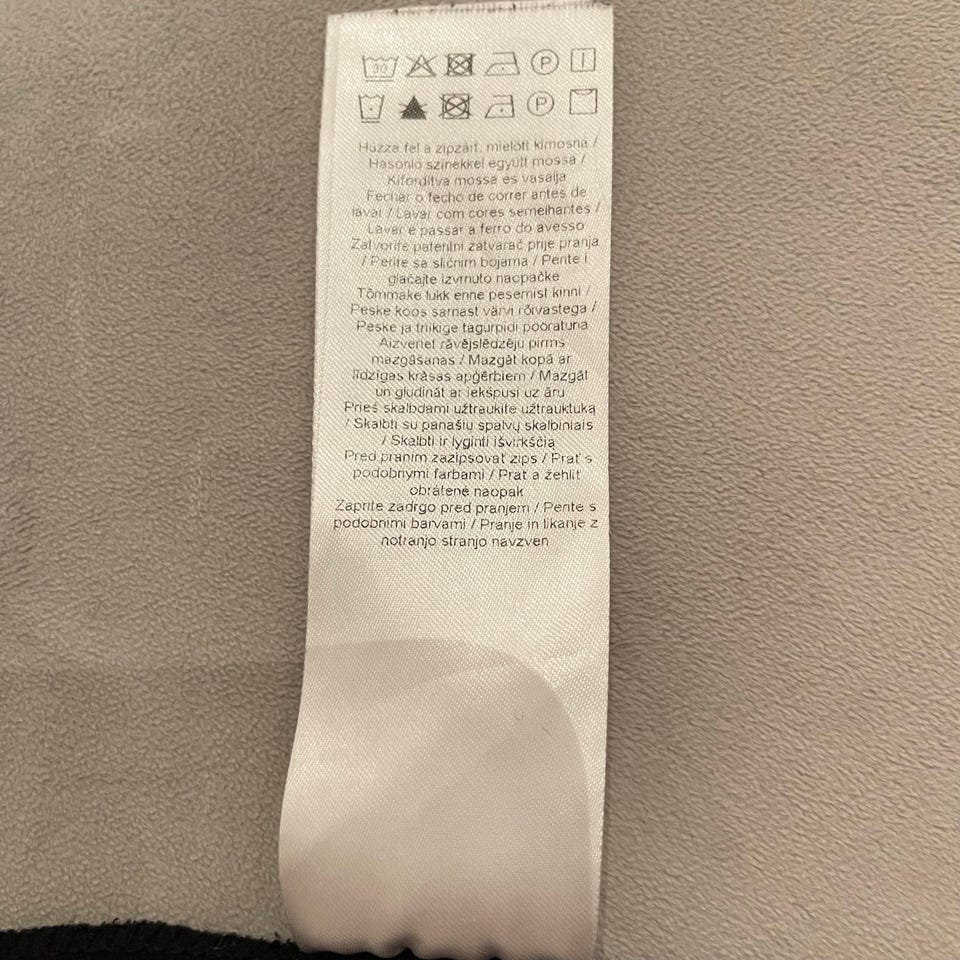 30
P
P
Húzza fel a zipzárt, mielőtt kimosná /
Hasonló színekkel együtt mossa /
Kifordítva mossa és vasalja
Fechar o fecho de correr antes de
lavar / Lavar com cores semelhantes /
Lavar e passar a ferro do avesso
Zatvorite patentni zatvarač prije pranja
/ Perite sa sličnim bojama / Perite i
glačajte izvrnuto naopačke
Tõmmake lukk enne pesemist kinni /
Peske koos sarnast värvi rõivastega /
Peske ja triikige tagurpidi pööratuna
Aizveriet rāvējslēdzēju pirms
mazgāšanas / Mazgāt kopā ar
līdzīgas krāsas apģērbiem / Mazgāt
un gludināt ar iekšpusi uz āru
Prieš skalbdami užtraukite užtrauktuką
/ Skalbti su panašių spalvų skalbiniais
/ Skalbti ir lyginti išvirkščią
Pred praním zazipsovať zips / Prať s
podobnými farbami / Prať a žehliť
obrátené naopak
Zaprite zadrgo pred pranjem / Perite s
podobnimi barvami / Pranje in likanje z
notranjo stranjo navzven